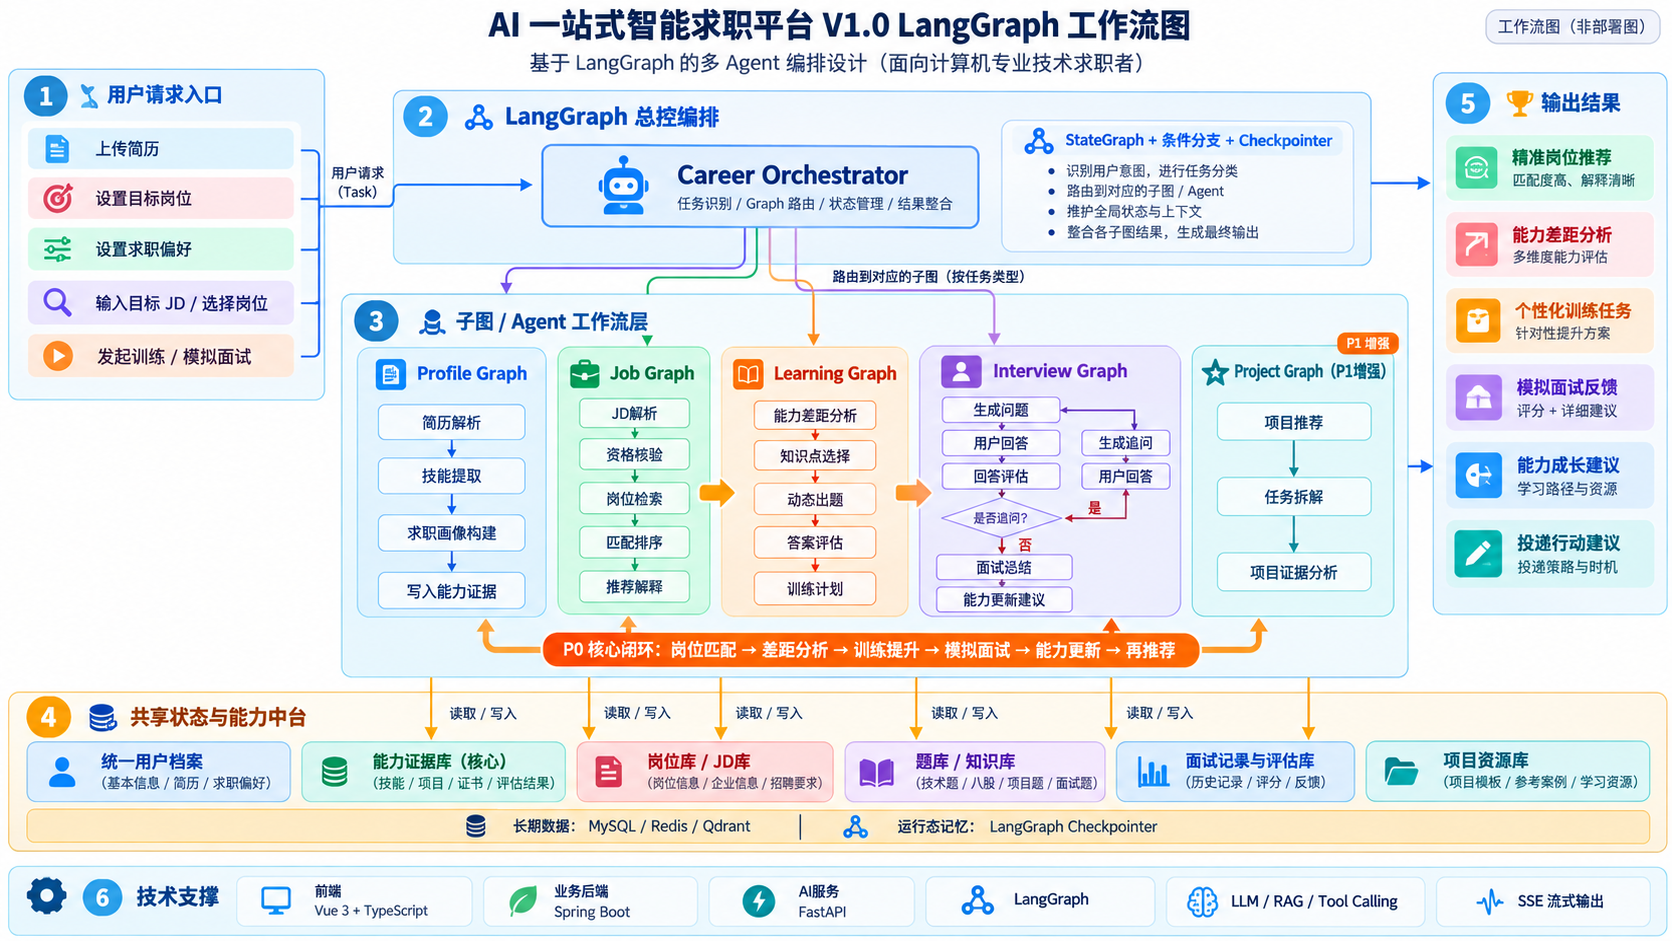 AI 一站式智能求职平台 V1.0 LangGraph 工作流图
基于 LangGraph 的多 Agent 编排设计（面向计算机专业技术求职者）
工作流图（非部署图）
1 用户请求入口
上传简历
设置目标岗位
设置求职偏好
输入目标 JD / 选择岗位
发起训练 / 模拟面试
用户请求
（Task）
2 LangGraph 总控编排
Career Orchestrator
任务识别 / Graph 路由 / 状态管理 / 结果整合
StateGraph + 条件分支 + Checkpointer
• 识别用户意图，进行任务分类
• 路由到对应的子图 / Agent
• 推护全局状态与上下文
• 整合各子图结果，生成最终输出
路由到对应的子图（按任务类型）
3 子图 / Agent 工作流层
Profile Graph
简历解析
技能提取
求职画像构建
写入能力证据
Job Graph
JD解析
资格核验
岗位检索
匹配排序
推荐解释
Learning Graph
能力差距分析
知识点选择
动态出题
答案评估
训练计划
Interview Graph
生成问题
用户回答
回答评估
是否追问?
是
否
生成追问
用户回答
面试总结
能力更新建议
P1 增强
Project Graph（P1增强）
项目推荐
任务拆解
项目证据分析
P0 核心闭环：岗位匹配 → 差距分析 → 训练提升 → 模拟面试 → 能力更新 → 再推荐
5 输出结果
精准岗位推荐
匹配度高、解释清晰
能力差距分析
多维度能力评估
个性化训练任务
针对性提升方案
模拟面试反馈
评分 + 详细建议
能力成长建议
学习路径与资源
投递行动建议
投递策略与时机
4 共享状态与能力中台
读取 / 写入
读取 / 写入
读取 / 写入
读取 / 写入
读取 / 写入
统一用户档案
（基本信息 / 简历 / 求职偏好）
能力证据库（核心）
（技能 / 项目 / 证书 / 评估结果）
岗位库 / JD库
（岗位信息 / 企业信息 / 招聘要求）
题库 / 知识库
（技术题 / 八股 / 项目题 / 面试题）
面试记录与评估库
（历史记录 / 评分 / 反馈）
项目资源库
（项目模板 / 参考案例 / 学习资源）
长期数据： MySQL / Redis / Qdrant
运行态记忆： LangGraph Checkpointer
6 技术支撑
前端
Vue 3 + TypeScript
业务后端
Spring Boot
AI服务
FastAPI
LangGraph
LLM / RAG / Tool Calling
SSE 流式输出